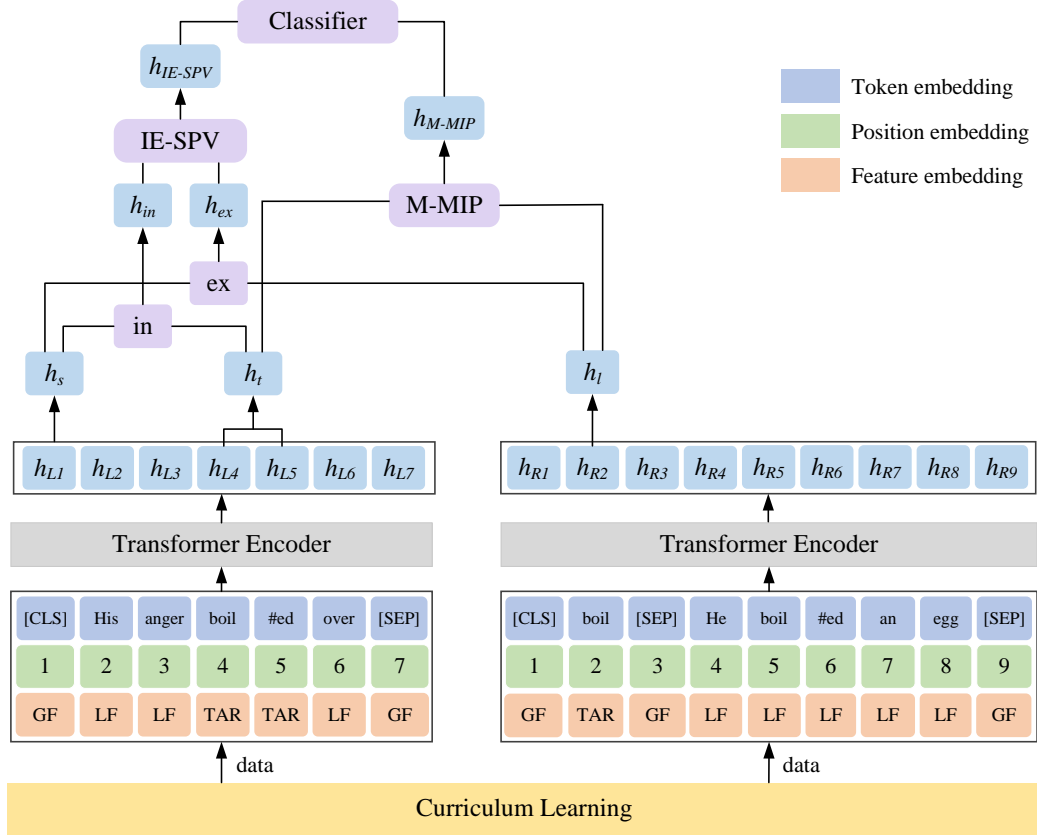 Classifier
h_IE-SPV
Token embedding
h_M-MIP
Position embedding
IE-SPV
Feature embedding
h_in h_ex M-MIP
ex
in
h_s h_t h_l
h_L1 h_L2 h_L3 h_L4 h_L5 h_L6 h_L7
h_R1 h_R2 h_R3 h_R4 h_R5 h_R6 h_R7 h_R8 h_R9
Transformer Encoder
Transformer Encoder
[CLS] His anger boil #ed over [SEP]
1 2 3 4 5 6 7
GF LF LF TAR TAR LF GF
[CLS] boil [SEP] He boil #ed an egg [SEP]
1 2 3 4 5 6 7 8 9
GF TAR GF LF LF LF LF LF GF
data
data
Curriculum Learning